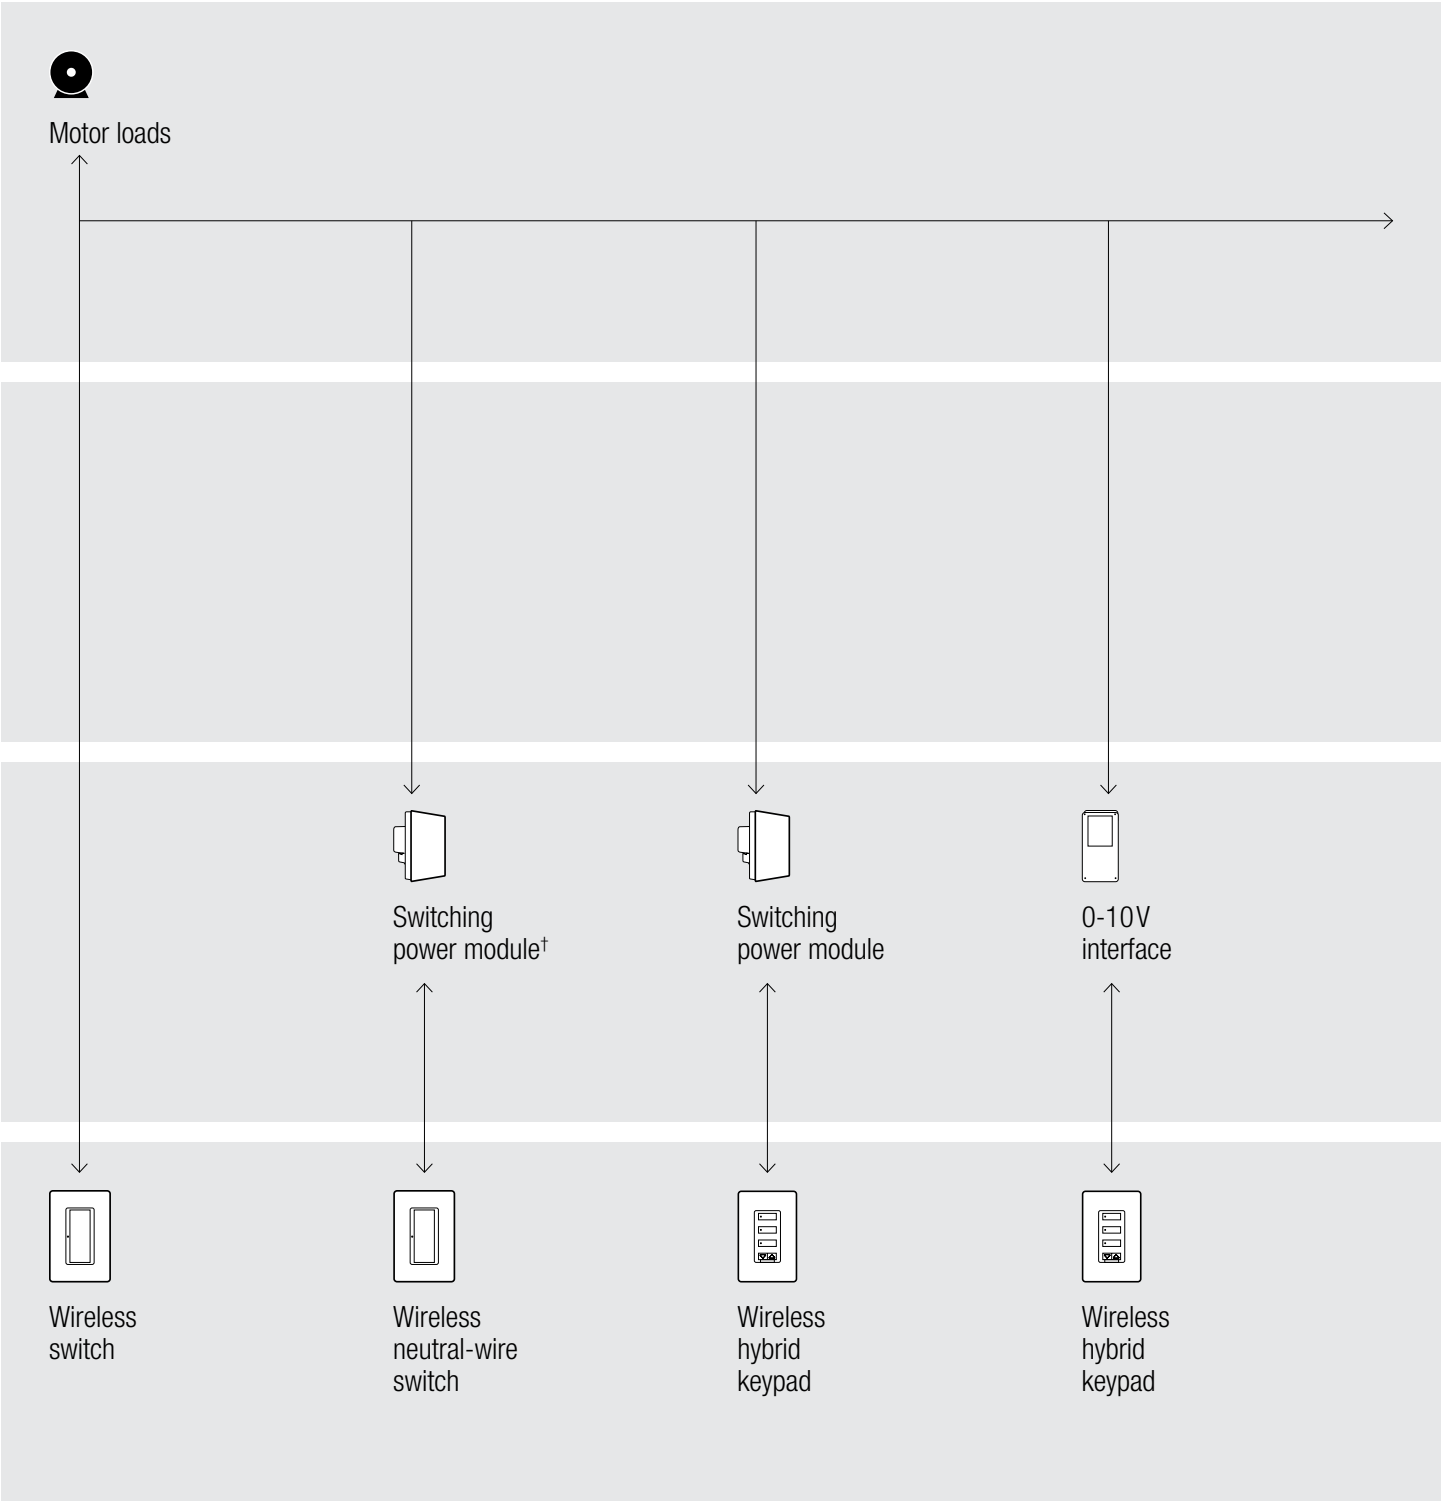 Motor loads
Switching
power module†
Switching
power module
0-10V
interface
Wireless
switch
Wireless
neutral-wire
switch
Wireless
hybrid
keypad
Wireless
hybrid
keypad